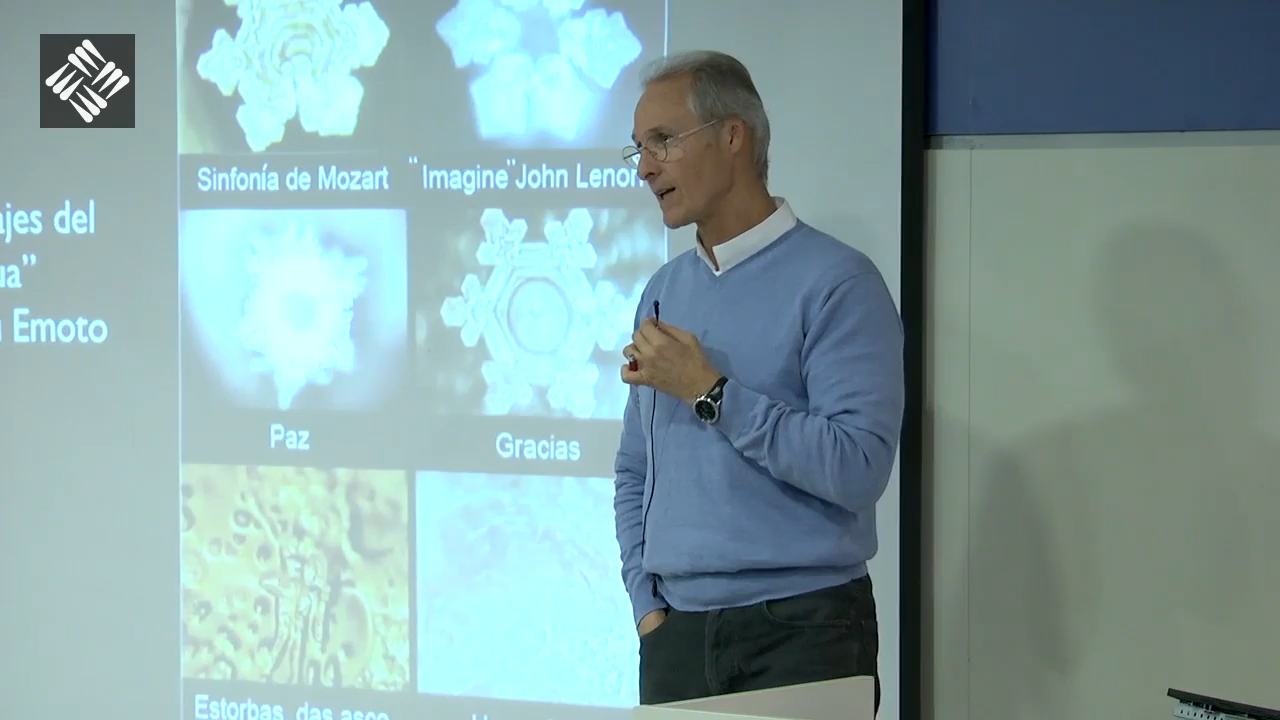 Sinfonía de Mozart
“Imagine”John Lenon
ajes del
ua”
Emoto
Paz
Gracias
Estorbas, das asco